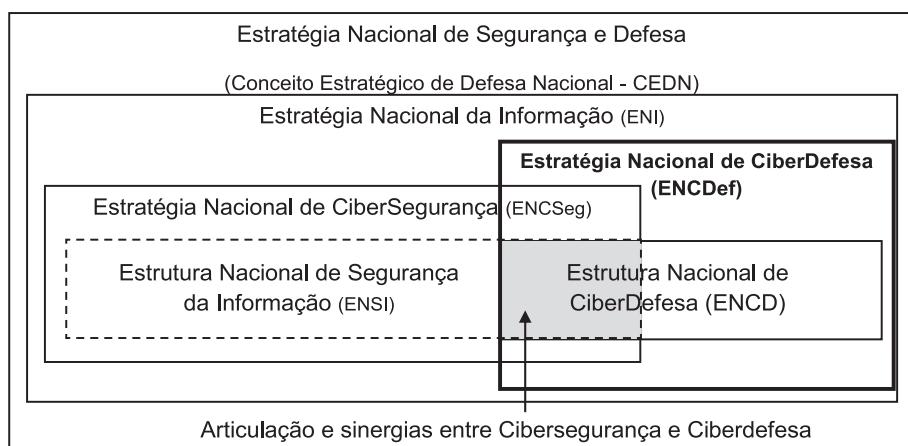 Estratégia Nacional de Segurança e Defesa
(Conceito Estratégico de Defesa Nacional - CEDN)
Estratégia Nacional da Informação (ENI)
Estratégia Nacional de CiberDefesa
(ENCDef)
Estratégia Nacional de CiberSegurança (ENCSeg)
Estrutura Nacional de Segurança
da Informação (ENSI)
Estrutura Nacional de
CiberDefesa (ENCD)
Articulação e sinergias entre Cibersegurança e Ciberdefesa